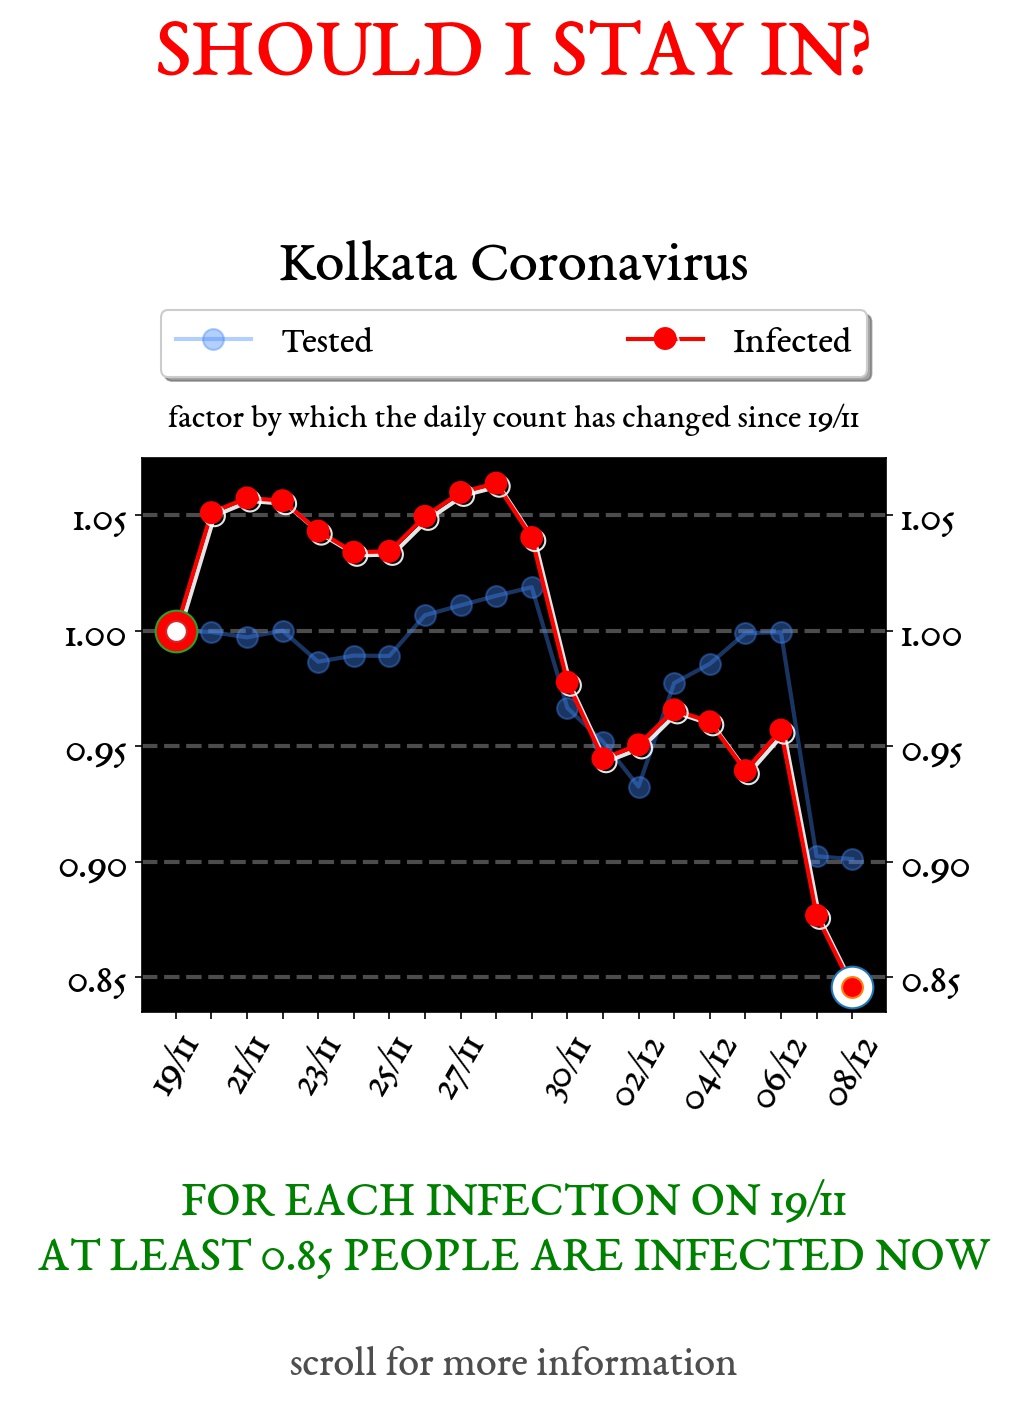 SHOULD I STAY IN?
Kolkata Coronavirus
Tested Infected
factor by which the daily count has changed since 19/11
1.05 1.05
1.00 1.00
0.95 0.95
0.90 0.90
0.85 0.85
19/11 21/11 23/11 25/11 27/11 30/11 02/12 04/12 06/12 08/12
FOR EACH INFECTION ON 19/11
AT LEAST 0.85 PEOPLE ARE INFECTED NOW
scroll for more information